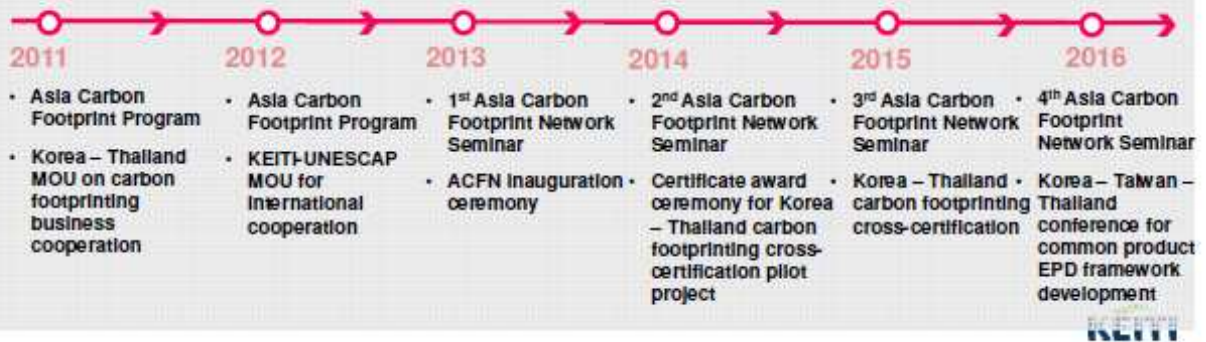 2011
• Asia Carbon
Footprint Program
• Korea – Thailand
MOU on carbon
footprinting
business
cooperation
2012
• Asia Carbon
Footprint Program
• KEITI-UNESCAP
MOU for
international
cooperation
2013
• 1st Asia Carbon
Footprint Network
Seminar
• ACFN inauguration
ceremony
2014
• 2nd Asia Carbon
Footprint Network
Seminar
• Certificate award
ceremony for Korea
– Thailand carbon
footprinting cross-
certification pilot
project
2015
• 3rd Asia Carbon
Footprint Network
Seminar
• Korea – Thailand
carbon footprinting
cross-certification
2016
• 4th Asia Carbon
Footprint
Network Seminar
• Korea – Taiwan –
Thailand
conference for
common product
EPD framework
development
KEITI